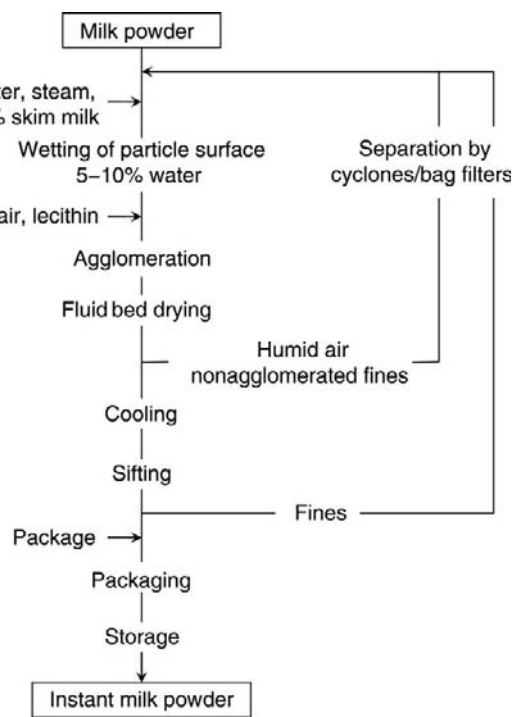 Milk powder
steam,
skim milk
Wetting of particle surface
5–10% water
Separation by
cyclones/bag filters
air, lecithin
Agglomeration
Fluid bed drying
Humid air
nonagglomerated fines
Cooling
Sifting
Fines
Package
Packaging
Storage
Instant milk powder